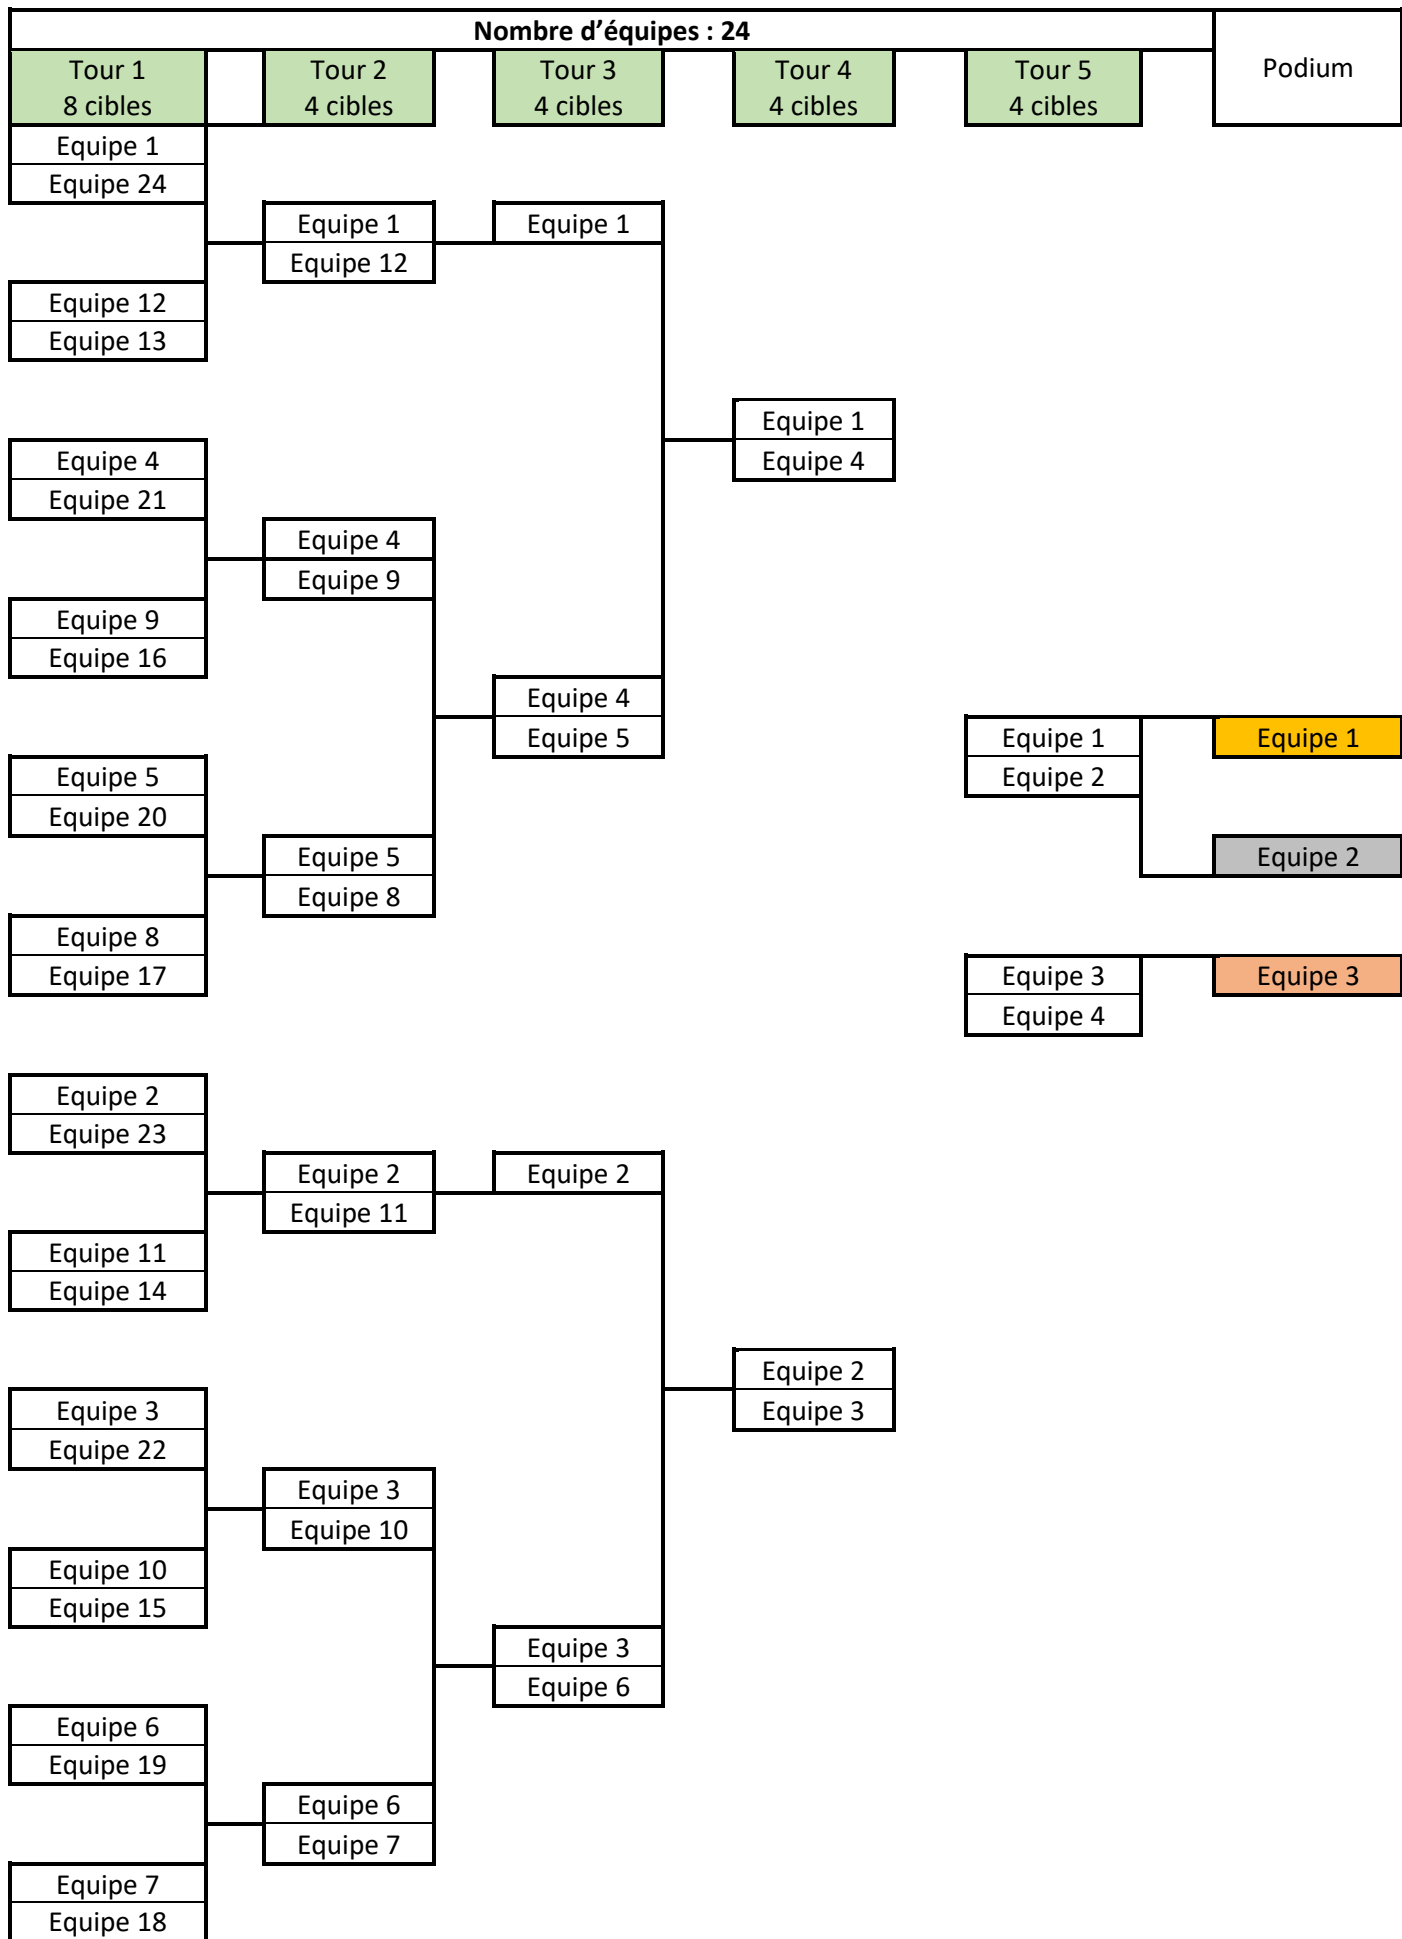 Nombre d’équipes : 24
Tour 1
8 cibles
Tour 2
4 cibles
Tour 3
4 cibles
Tour 4
4 cibles
Tour 5
4 cibles
Podium
Equipe 1
Equipe 24
Equipe 1
Equipe 12
Equipe 1
Equipe 12
Equipe 13
Equipe 1
Equipe 4
Equipe 4
Equipe 21
Equipe 4
Equipe 9
Equipe 9
Equipe 16
Equipe 4
Equipe 5
Equipe 1
Equipe 2
Equipe 1
Equipe 5
Equipe 20
Equipe 5
Equipe 8
Equipe 2
Equipe 8
Equipe 17
Equipe 3
Equipe 4
Equipe 3
Equipe 2
Equipe 23
Equipe 2
Equipe 11
Equipe 2
Equipe 11
Equipe 14
Equipe 2
Equipe 3
Equipe 3
Equipe 22
Equipe 3
Equipe 10
Equipe 10
Equipe 15
Equipe 3
Equipe 6
Equipe 6
Equipe 19
Equipe 6
Equipe 7
Equipe 7
Equipe 18